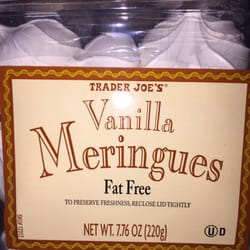 TRADER JOE'S®
Vanilla
Meringues
Fat Free
TO PRESERVE FRESHNESS, RECLOSE LID TIGHTLY
NET WT. 7.76 OZ (220g)
U D